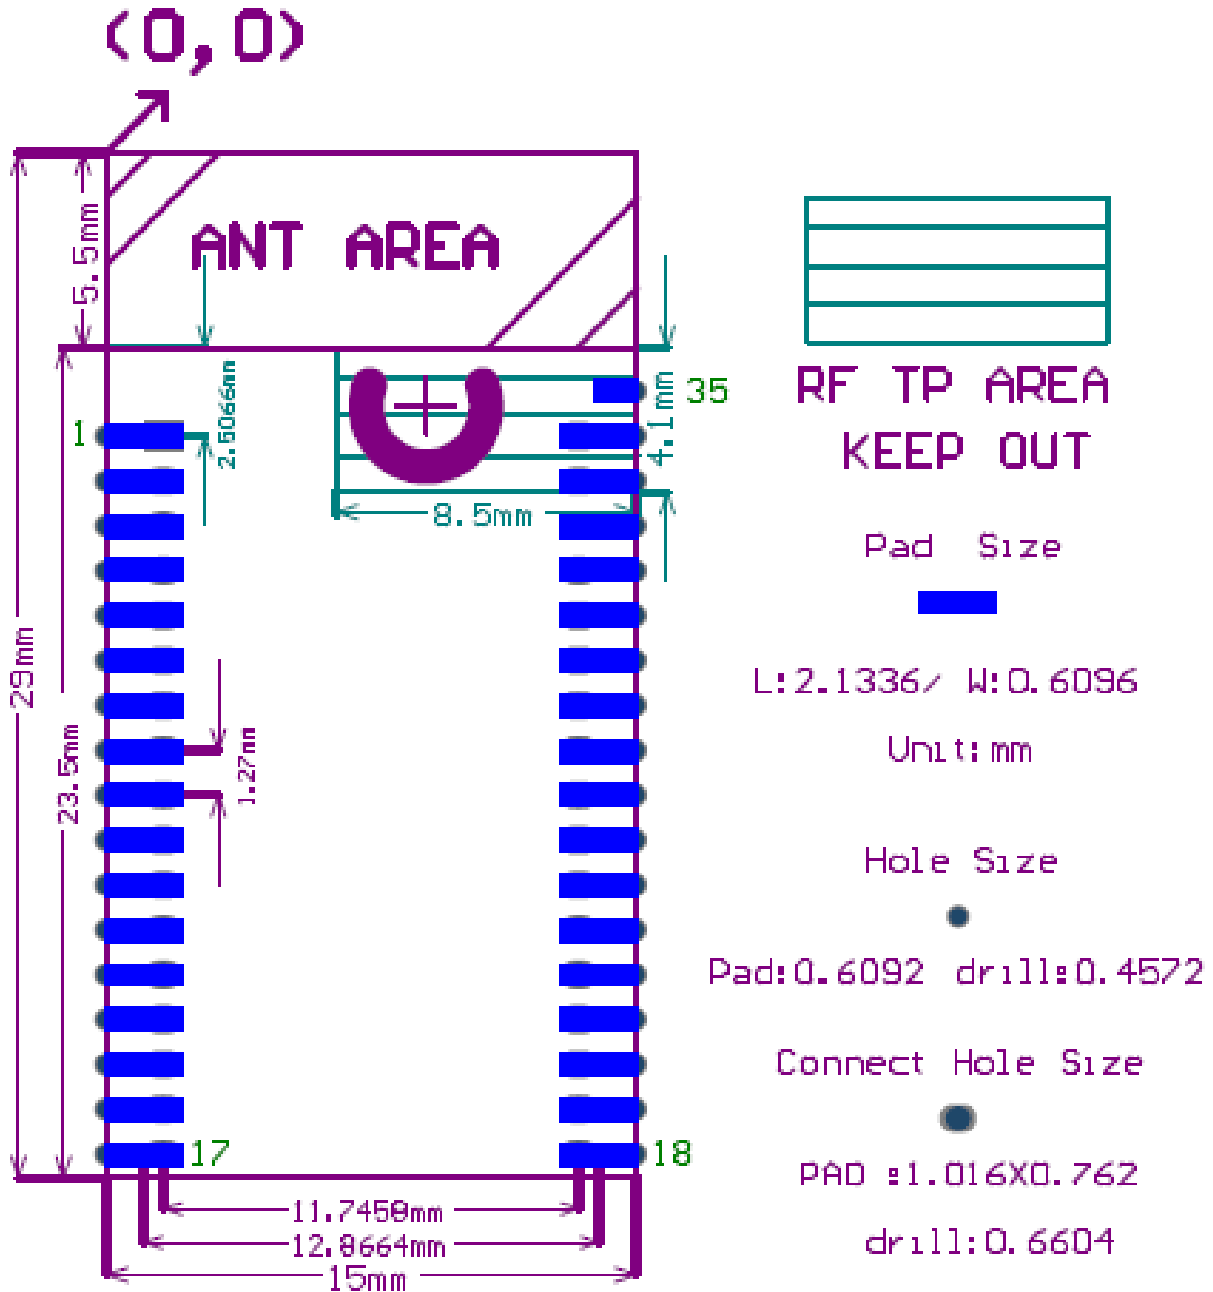 (0,0)
5.5mm
ANT AREA
2.5066mm
35
4.1mm
1
8.5mm
29mm
23.5mm
1.27mm
17
18
11.7450mm
12.8664mm
15mm
RF TP AREA
KEEP OUT
Pad Size
L:2.1336/ W:0.6096
Unit:mm
Hole Size
Pad:0.6092 drill:0.4572
Connect Hole Size
PAD :1.016X0.762
drill:0.6604